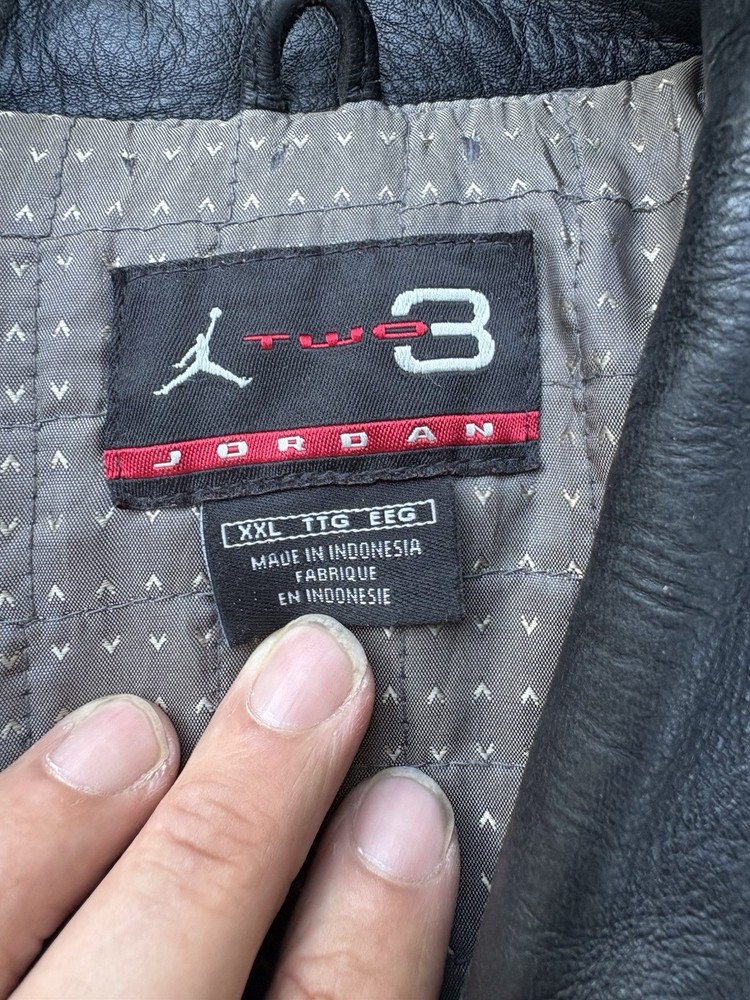 TWO3
JORDAN
XXL TTG EEG
MADE IN INDONESIA
FABRIQUE
EN INDONESIE